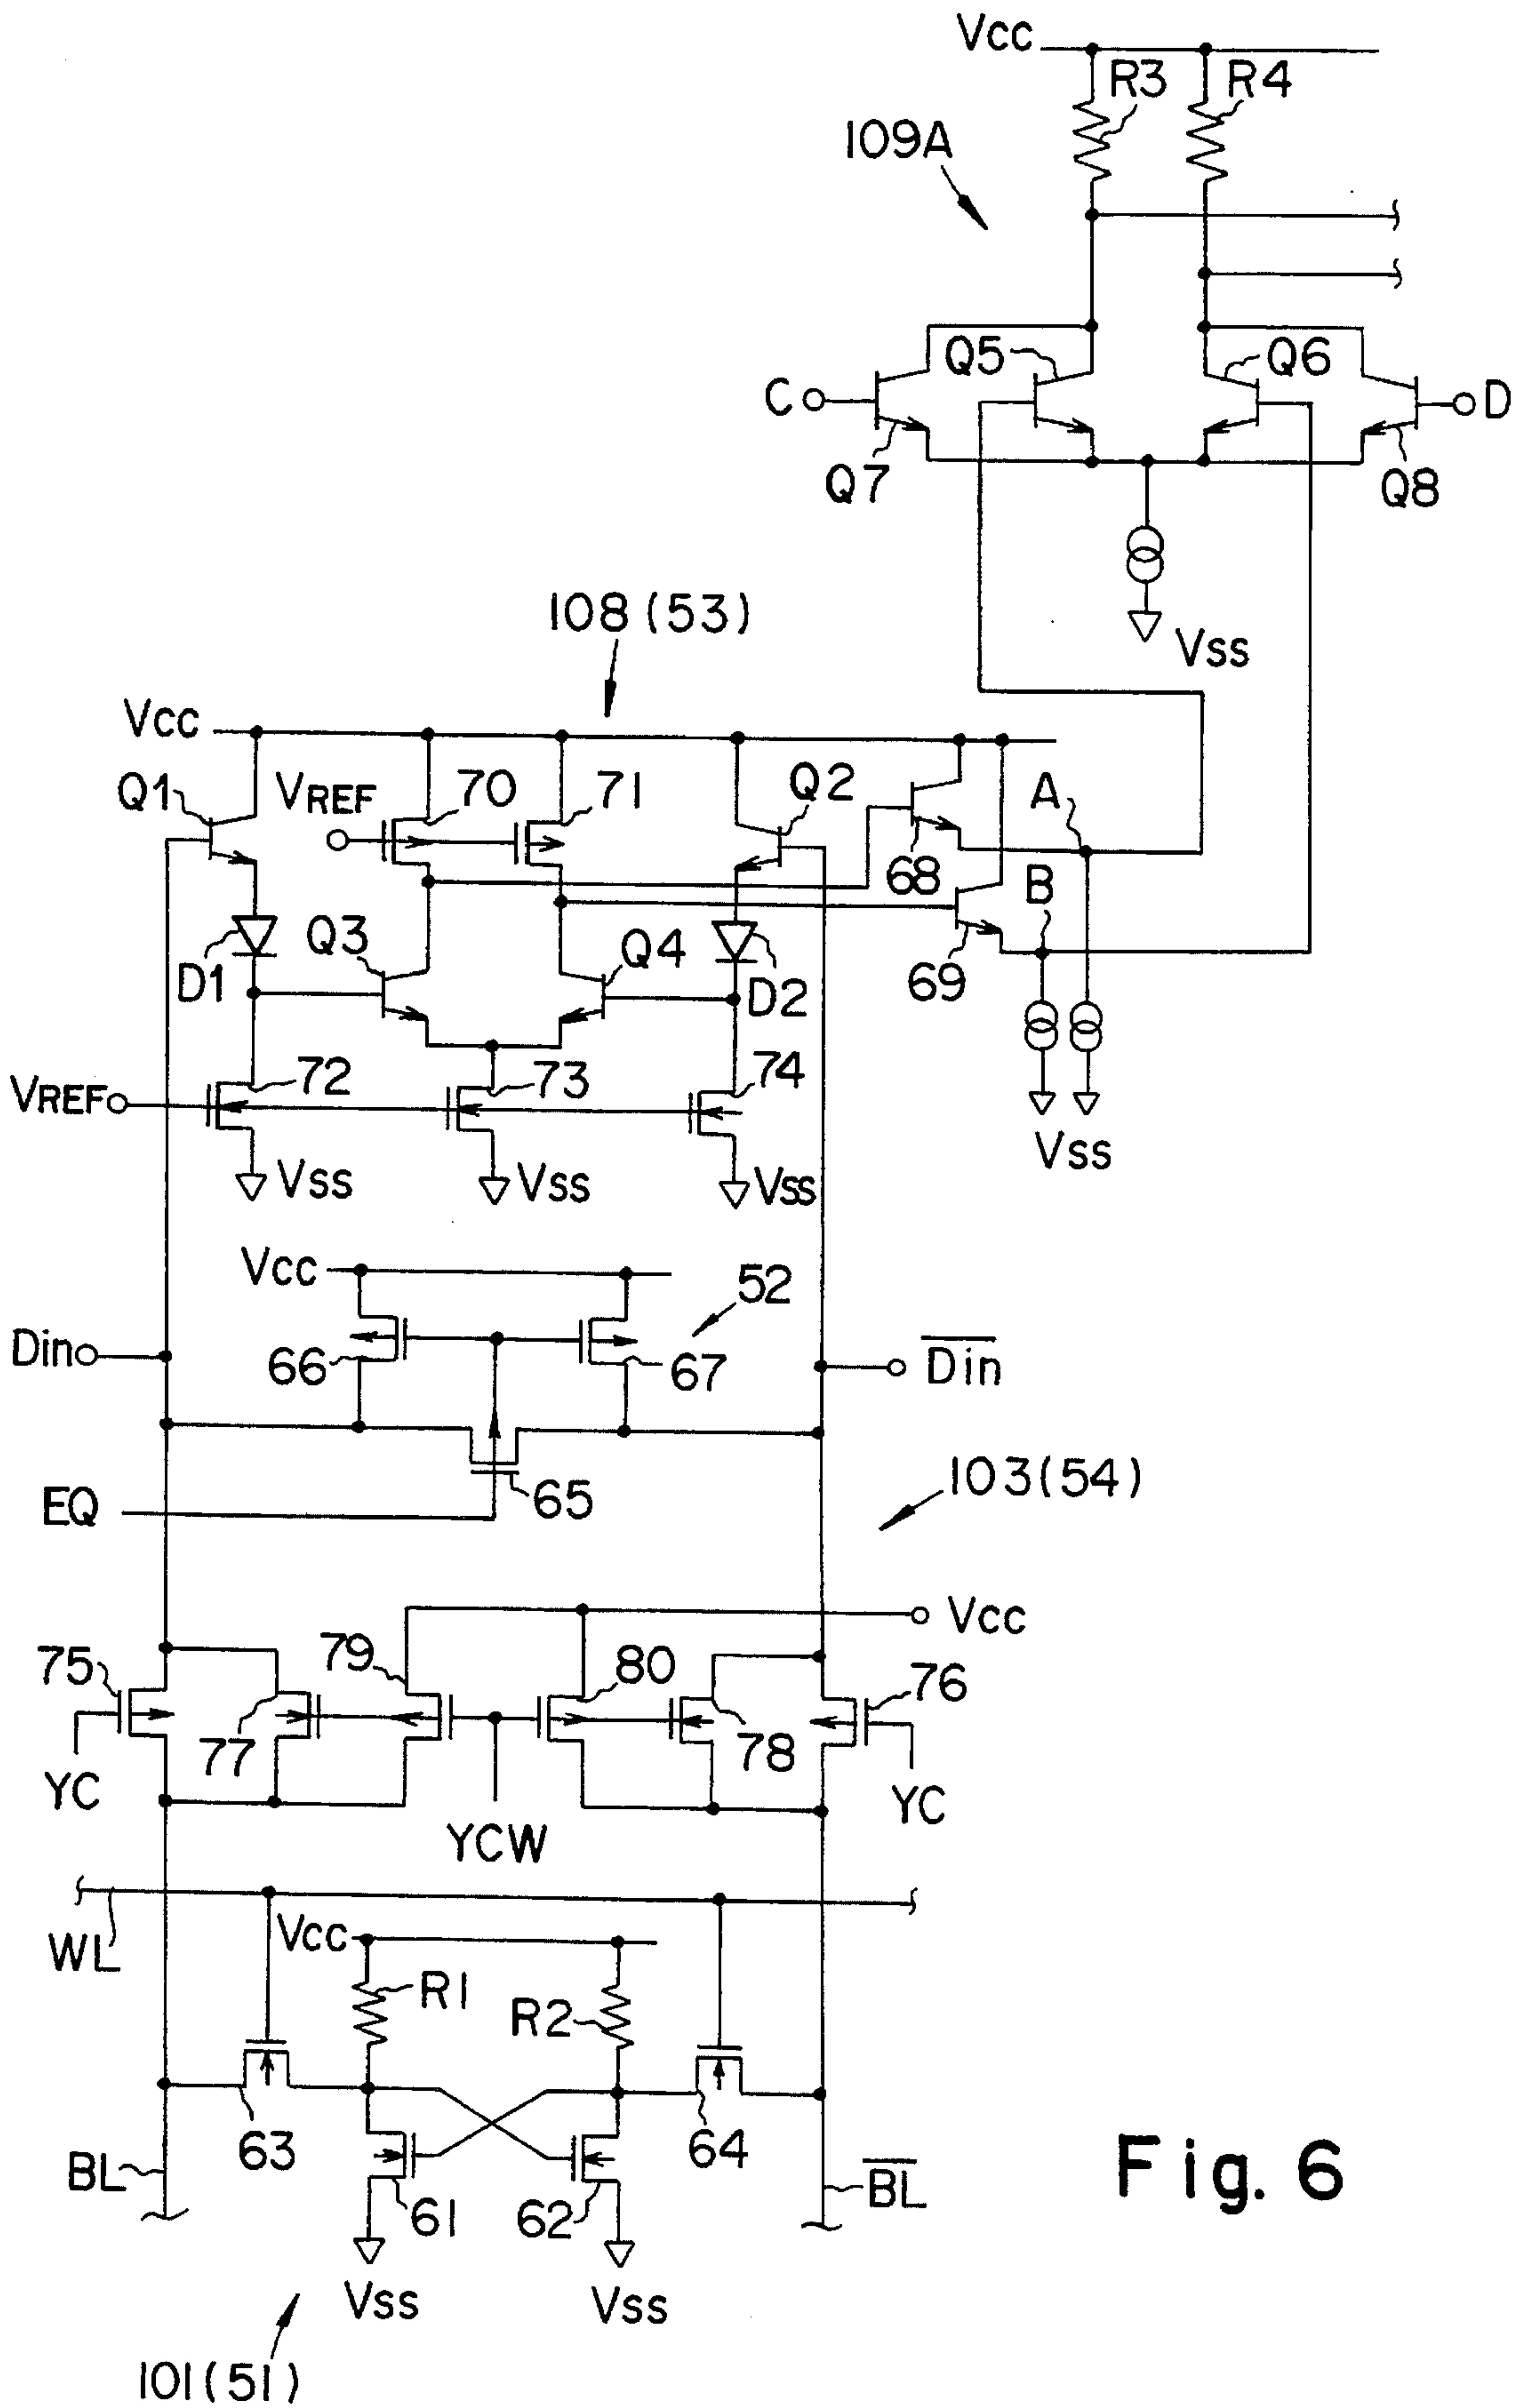 Vcc
R3
R4
109A
Q5
Q6
C
D
Q7
Q8
Vss
108 (53)
Vcc
Q1
VREF
70
71
Q2
A
68
B
D1
Q3
Q4
D2
69
VREF
72
73
74
Vss
Vss
Vss
Vss
Vcc
52
Din
66
67
D̅i̅n̅
EQ
65
103(54)
Vcc
75
79
80
76
77
78
YC
YC
YCW
WL
Vcc
R1
R2
63
64
BL
61
62
B̅L̅
Vss
Vss
101(51)
Fig. 6